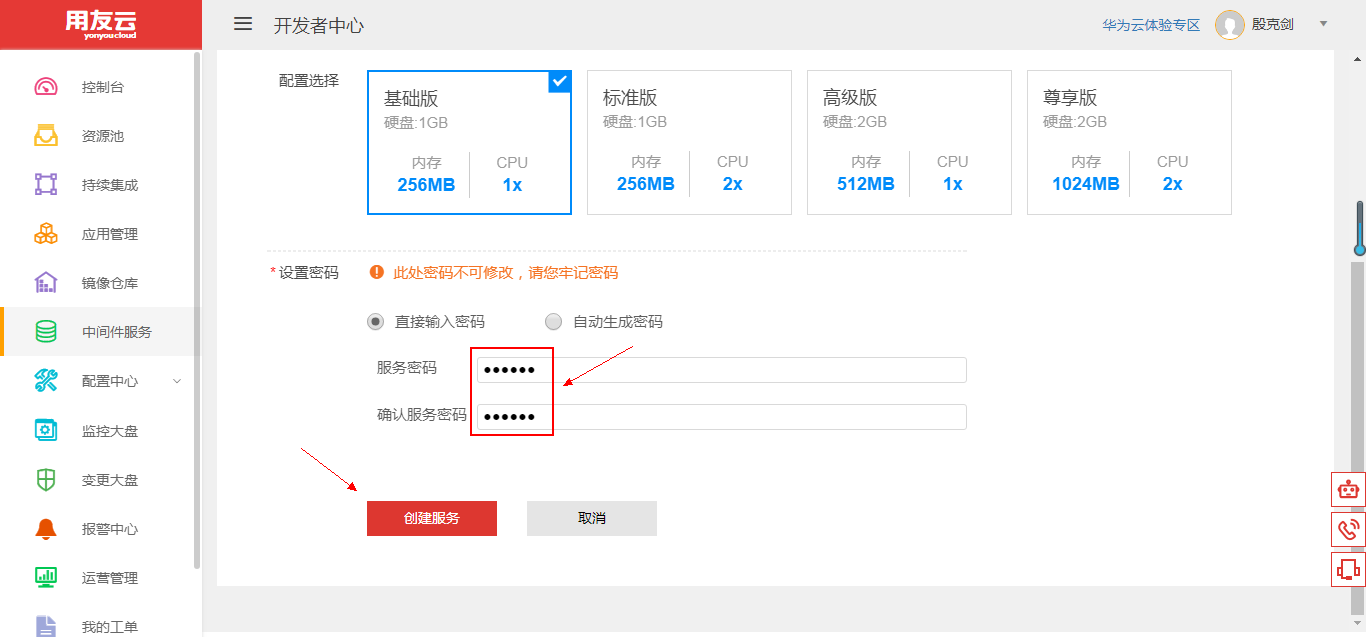 用友云
yonyoucloud
开发者中心
华为云体验专区
殷克剑
控制台
资源池
持续集成
应用管理
镜像仓库
中间件服务
配置中心
监控大盘
变更大盘
报警中心
运营管理
我的工单
配置选择
基础版
硬盘:1GB
内存
256MB
CPU
1x
标准版
硬盘:1GB
内存
256MB
CPU
2x
高级版
硬盘:2GB
内存
512MB
CPU
1x
尊享版
硬盘:2GB
内存
1024MB
CPU
2x
*设置密码
此处密码不可修改，请您牢记密码
直接输入密码
自动生成密码
服务密码
••••••
确认服务密码
••••••
创建服务
取消